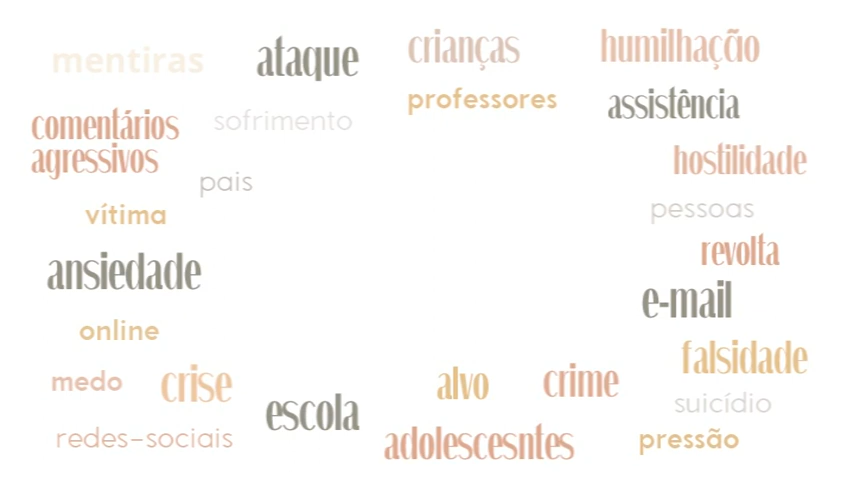 mentiras
ataque
crianças
humilhação
professores
assistência
comentários
agressivos
sofrimento
hostilidade
pais
pessoas
vítima
revolta
ansiedade
e-mail
online
falsidade
medo
crise
alvo
crime
suicídio
escola
redes-sociais
adolescesntes
pressão